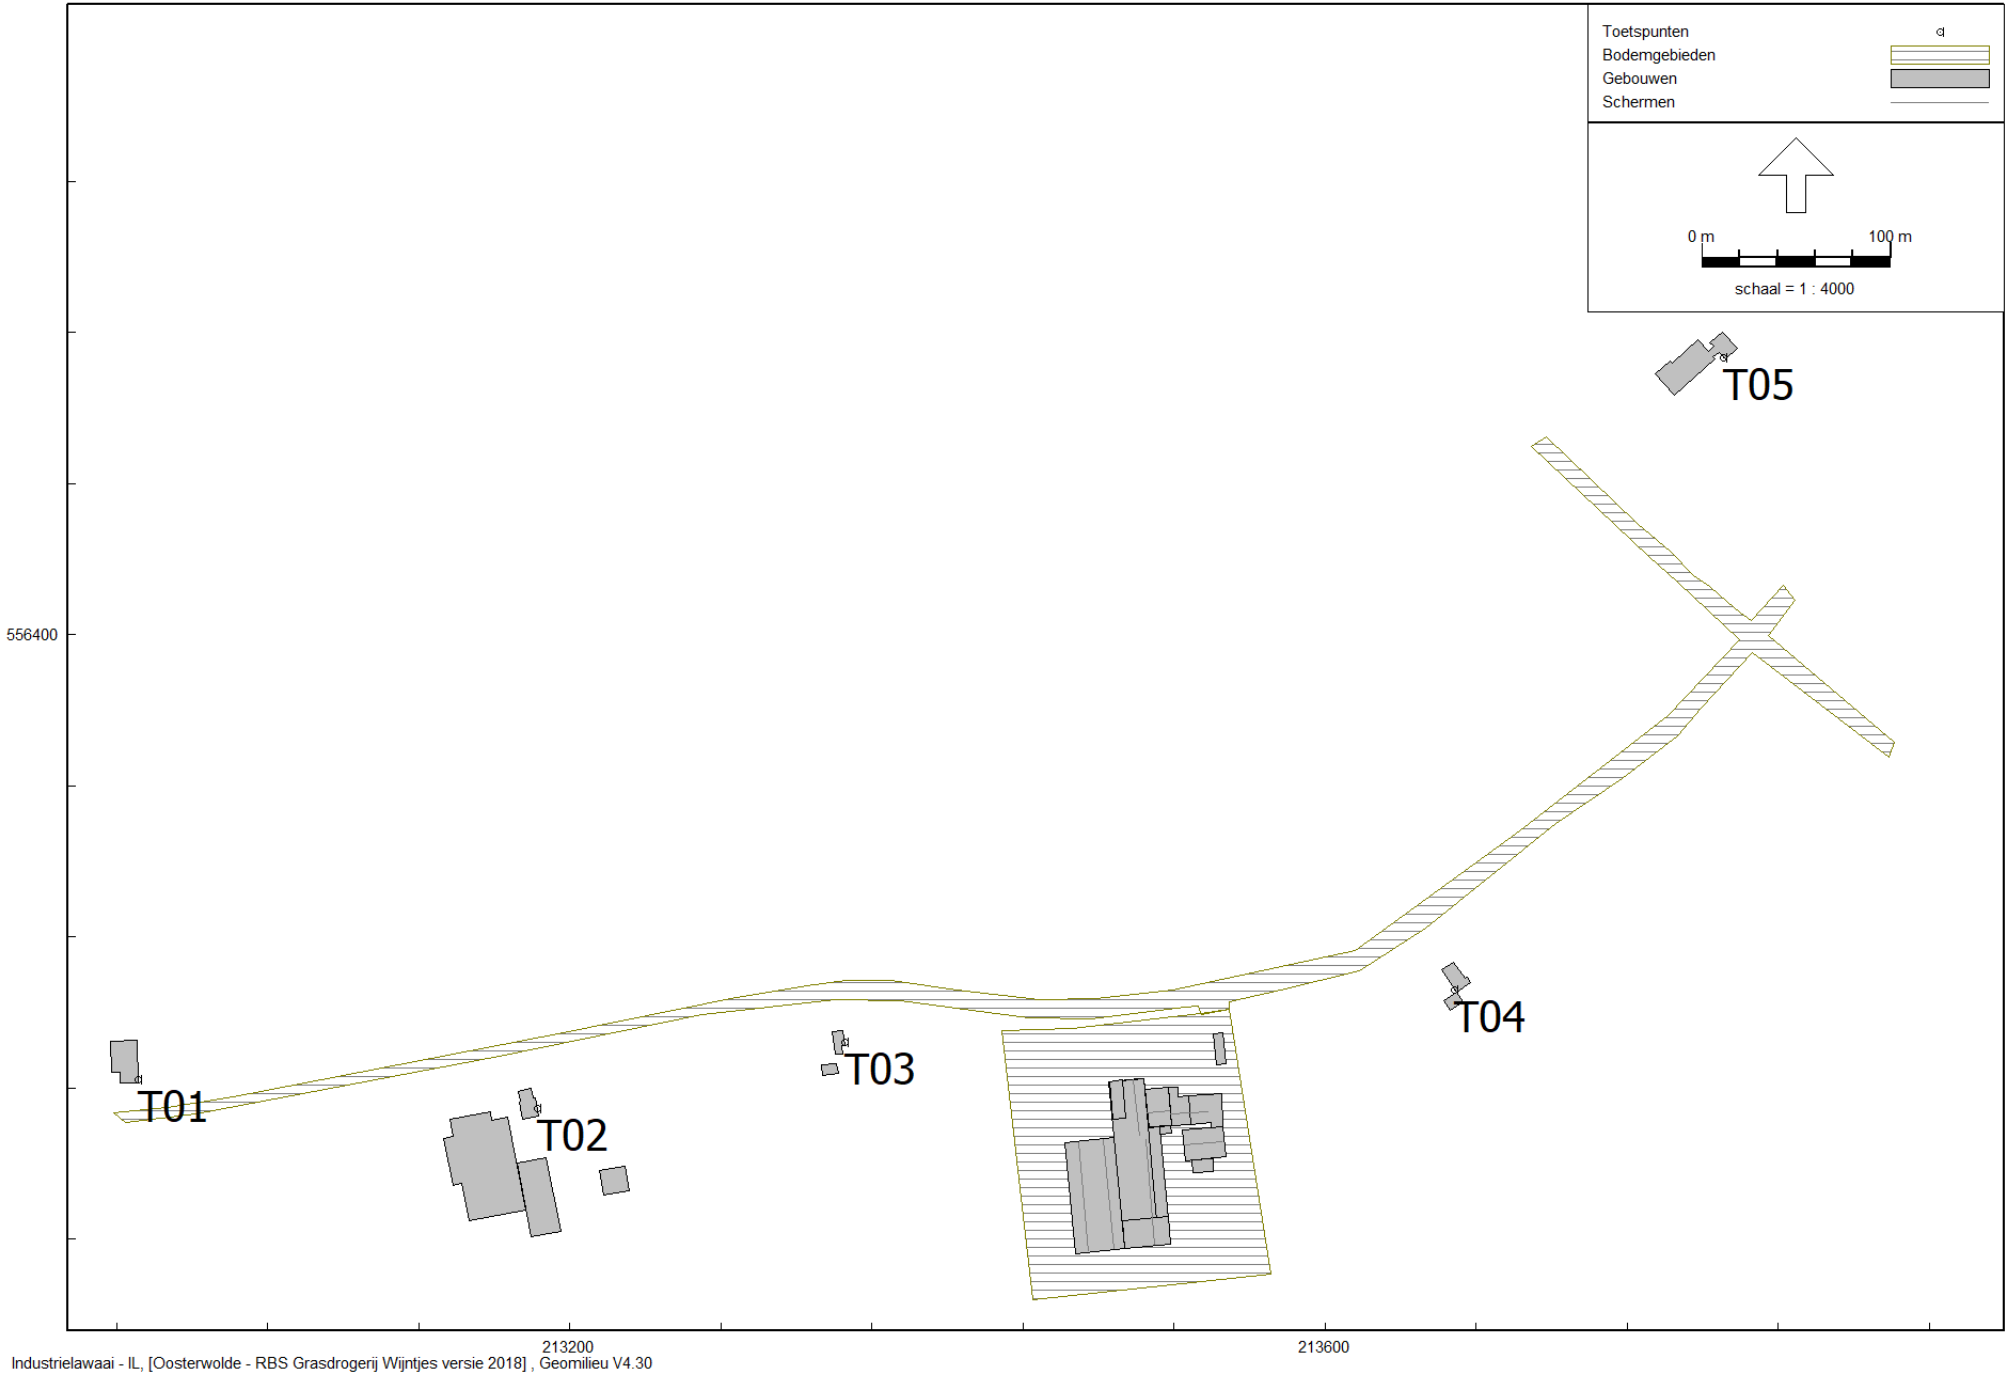 Toetspunten
Bodemgebieden
Gebouwen
Schermen
0 m 100 m
schaal = 1 : 4000
T05
556400
T04
T03
T01
T02
213200 213600
Industrielawaai - IL, [Oosterwolde - RBS Grasdrogerij Wijntjes versie 2018] , Geomilieu V4.30